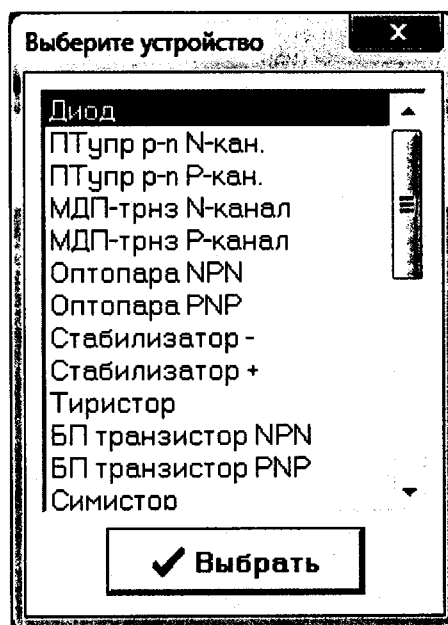 Выберите устройство
Диод
ПТупр p-n N-кан.
ПТупр p-n P-кан.
МДП-трнз N-канал
МДП-трнз P-канал
Оптопара NPN
Оптопара PNP
Стабилизатор -
Стабилизатор +
Тиристор
БП транзистор NPN
БП транзистор PNP
Симистор
Выбрать